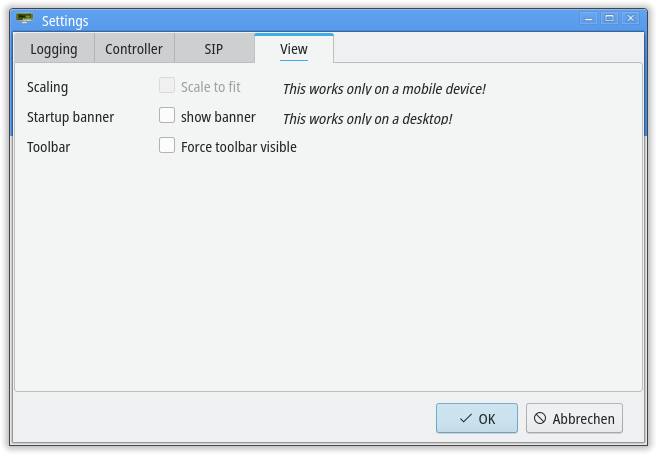 Settings
Logging Controller SIP View
Scaling Scale to fit This works only on a mobile device!
Startup banner show banner This works only on a desktop!
Toolbar Force toolbar visible
OK Abbrechen